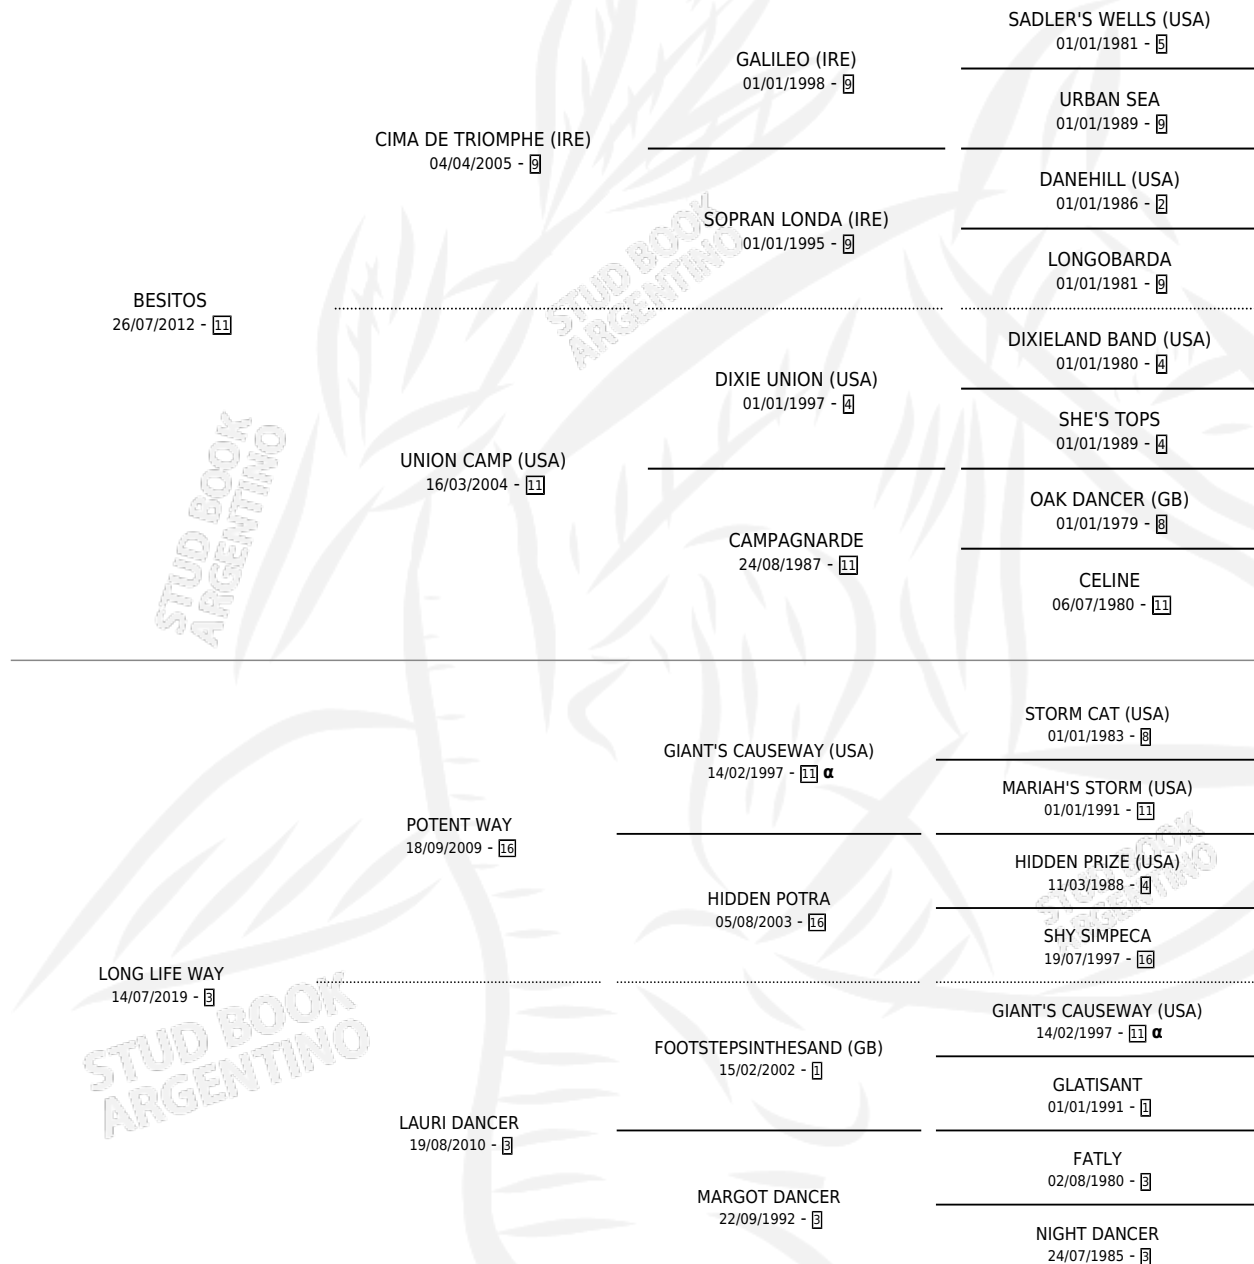 SADLER'S WELLS (USA)
01/01/1981 - 5
GALILEO (IRE)
01/01/1998 - 9
URBAN SEA
01/01/1989 - 9
CIMA DE TRIOMPHE (IRE)
04/04/2005 - 9
DANEHILL (USA)
01/01/1986 - 2
SOPRAN LONDA (IRE)
01/01/1995 - 9
LONGOBARDA
01/01/1981 - 9
BESITOS
26/07/2012 - 11
DIXIELAND BAND (USA)
01/01/1980 - 4
DIXIE UNION (USA)
01/01/1997 - 4
SHE'S TOPS
01/01/1989 - 4
UNION CAMP (USA)
16/03/2004 - 11
OAK DANCER (GB)
01/01/1979 - 8
CAMPAGNARDE
24/08/1987 - 11
CELINE
06/07/1980 - 11
STORM CAT (USA)
01/01/1983 - 8
GIANT'S CAUSEWAY (USA)
14/02/1997 - 11 α
MARIAH'S STORM (USA)
01/01/1991 - 11
POTENT WAY
18/09/2009 - 16
HIDDEN PRIZE (USA)
11/03/1988 - 4
HIDDEN POTRA
05/08/2003 - 16
SHY SIMPECA
19/07/1997 - 16
LONG LIFE WAY
14/07/2019 - 3
GIANT'S CAUSEWAY (USA)
14/02/1997 - 11 α
FOOTSTEPSINTHESAND (GB)
15/02/2002 - 1
GLATISANT
01/01/1991 - 1
LAURI DANCER
19/08/2010 - 3
FATLY
02/08/1980 - 3
MARGOT DANCER
22/09/1992 - 3
NIGHT DANCER
24/07/1985 - 3
STUD BOOK
ARGENTINO
STUD BOOK
ARGENTINO
STUD BOOK
ARGENTINO
STUD BOOK
ARGENTINO